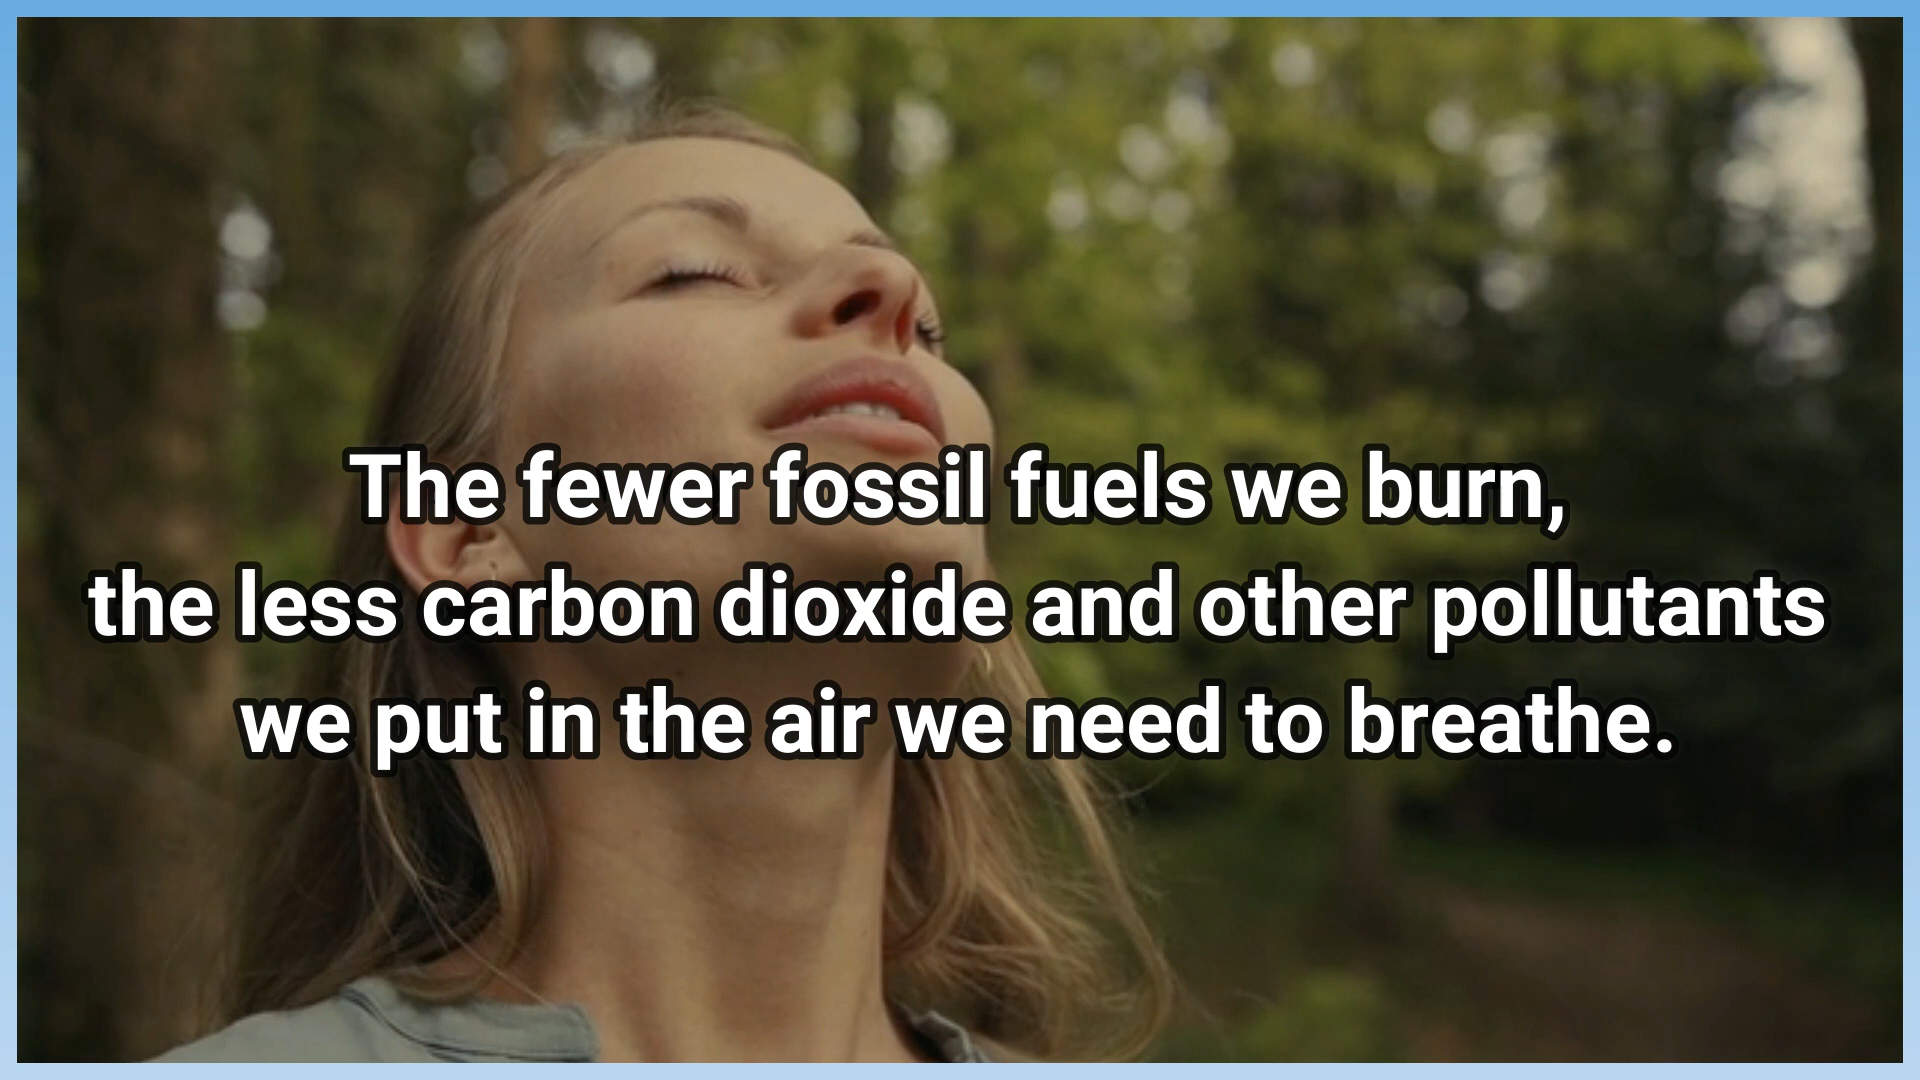 The fewer fossil fuels we burn,
the less carbon dioxide and other pollutants
we put in the air we need to breathe.